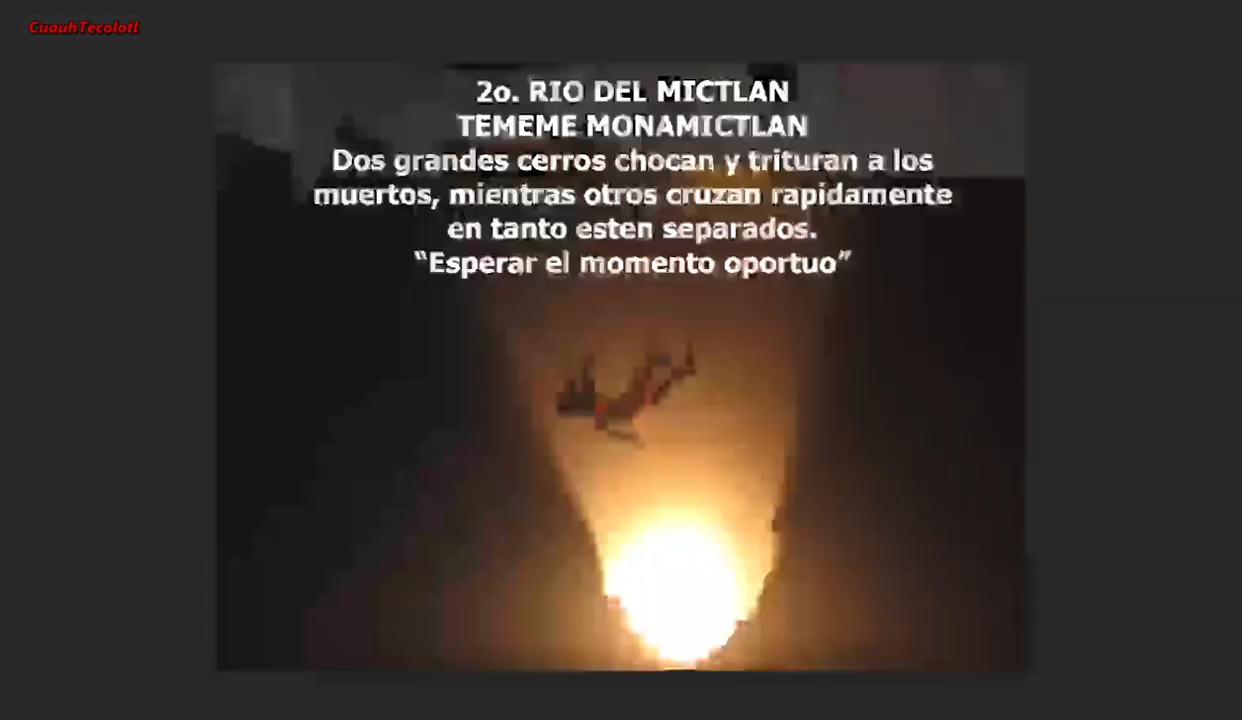 CuauhTecolotl
2o. RIO DEL MICTLAN
TEMEME MONAMICTLAN
Dos grandes cerros chocan y trituran a los
muertos, mientras otros cruzan rapidamente
en tanto esten separados.
“Esperar el momento oportuo”